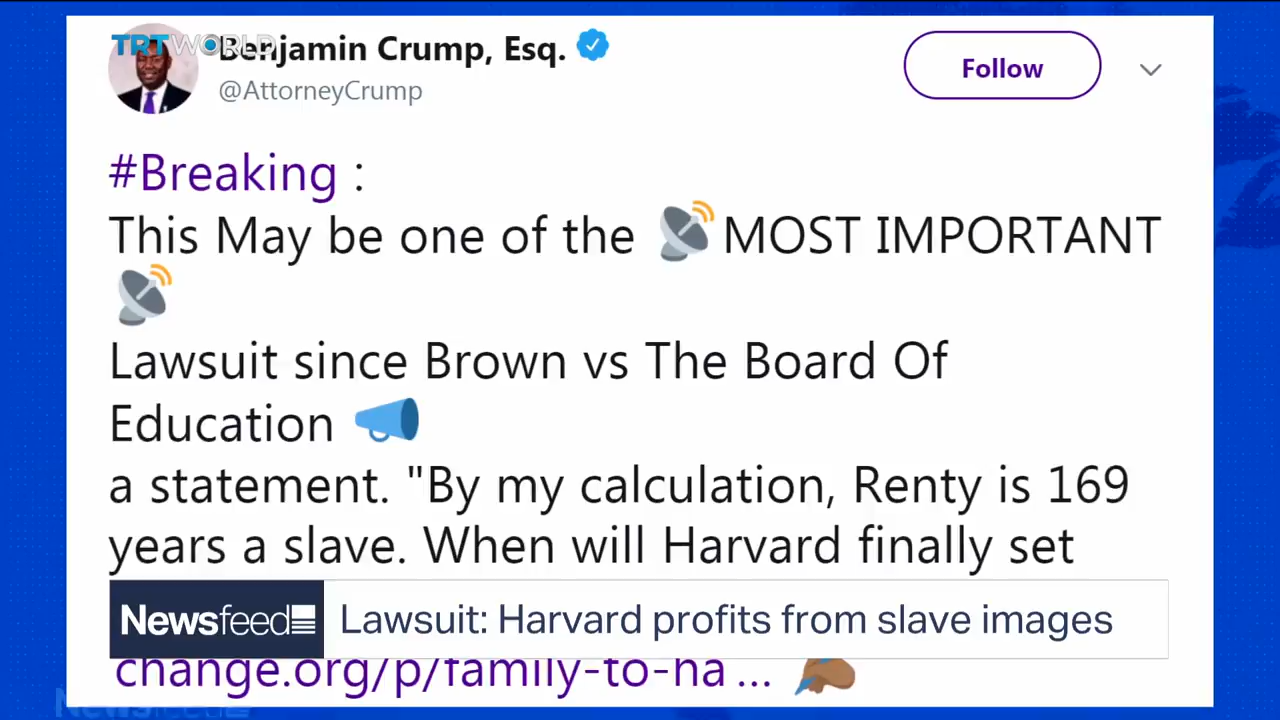 TRTWORLD
Benjamin Crump, Esq.
@AttorneyCrump
Follow
#Breaking :
This May be one of the MOST IMPORTANT
Lawsuit since Brown vs The Board Of
Education
a statement. "By my calculation, Renty is 169
years a slave. When will Harvard finally set
Newsfeed Lawsuit: Harvard profits from slave images
change.org/p/family-to-ha...
Newsfeed